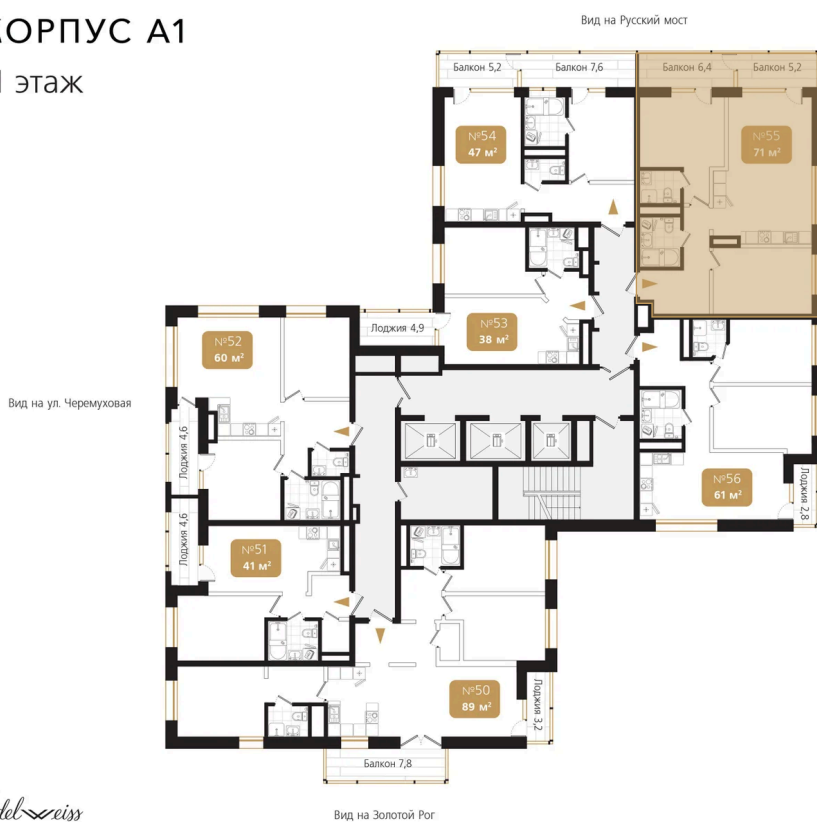 КОРПУС А1
этаж
Вид на Русский мост
Балкон 5,2
Балкон 7,6
Балкон 6,4
Балкон 5,2
№54
47 м²
№55
71 м²
Лоджия 4,9
№53
38 м²
№52
60 м²
Вид на ул. Черемуховая
Лоджия 4,6
№56
61 м²
Лоджия 2,8
Лоджия 4,6
№51
41 м²
№50
89 м²
Лоджия 3,2
Балкон 7,8
Вид на Золотой Рог
delweiss